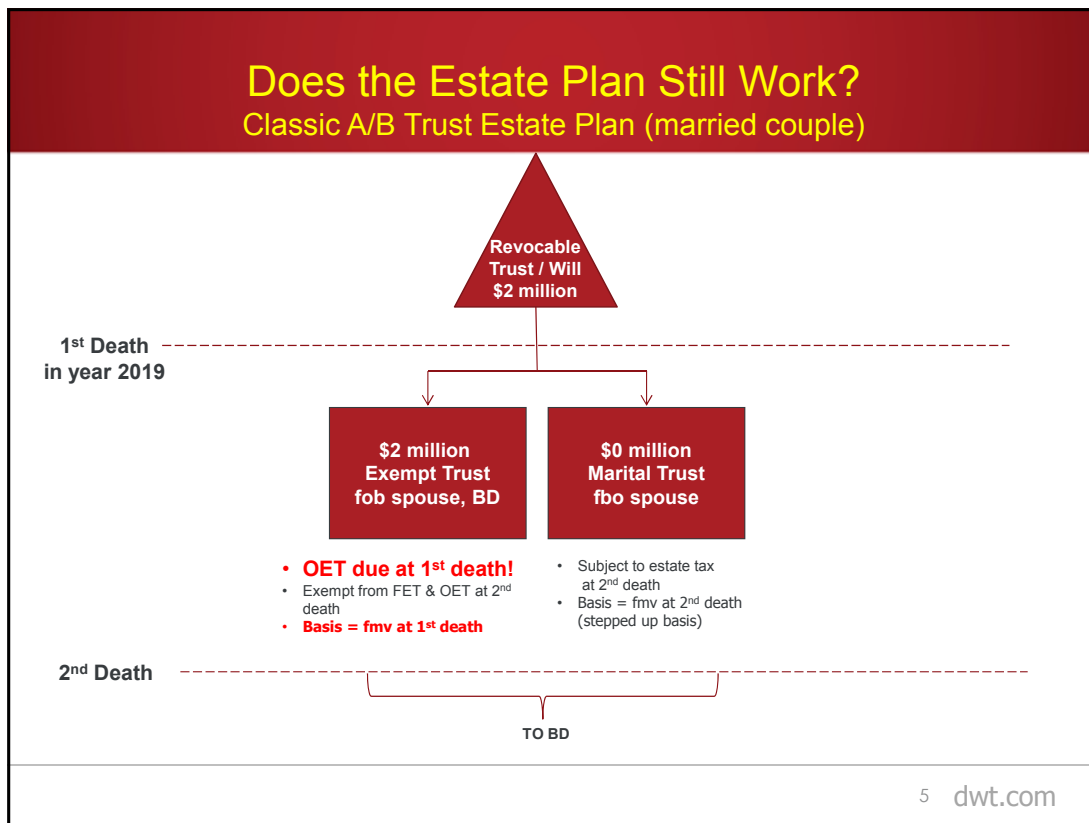 Does the Estate Plan Still Work?
Classic A/B Trust Estate Plan (married couple)
Revocable
Trust / Will
$2 million
1st Death
in year 2019
$2 million
Exempt Trust
fob spouse, BD
$0 million
Marital Trust
fbo spouse
• OET due at 1st death!
• Exempt from FET & OET at 2nd
death
• Basis = fmv at 1st death
• Subject to estate tax
at 2nd death
• Basis = fmv at 2nd death
(stepped up basis)
2nd Death
TO BD
5 dwt.com